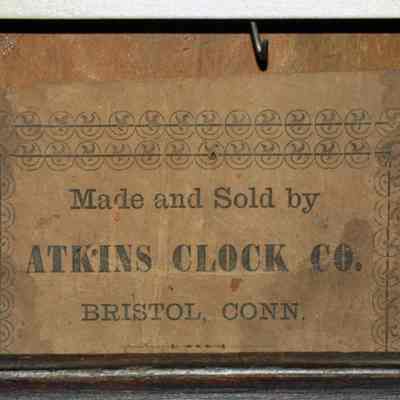 Made and Sold by
ATKINS CLOCK CO.
BRISTOL, CONN.